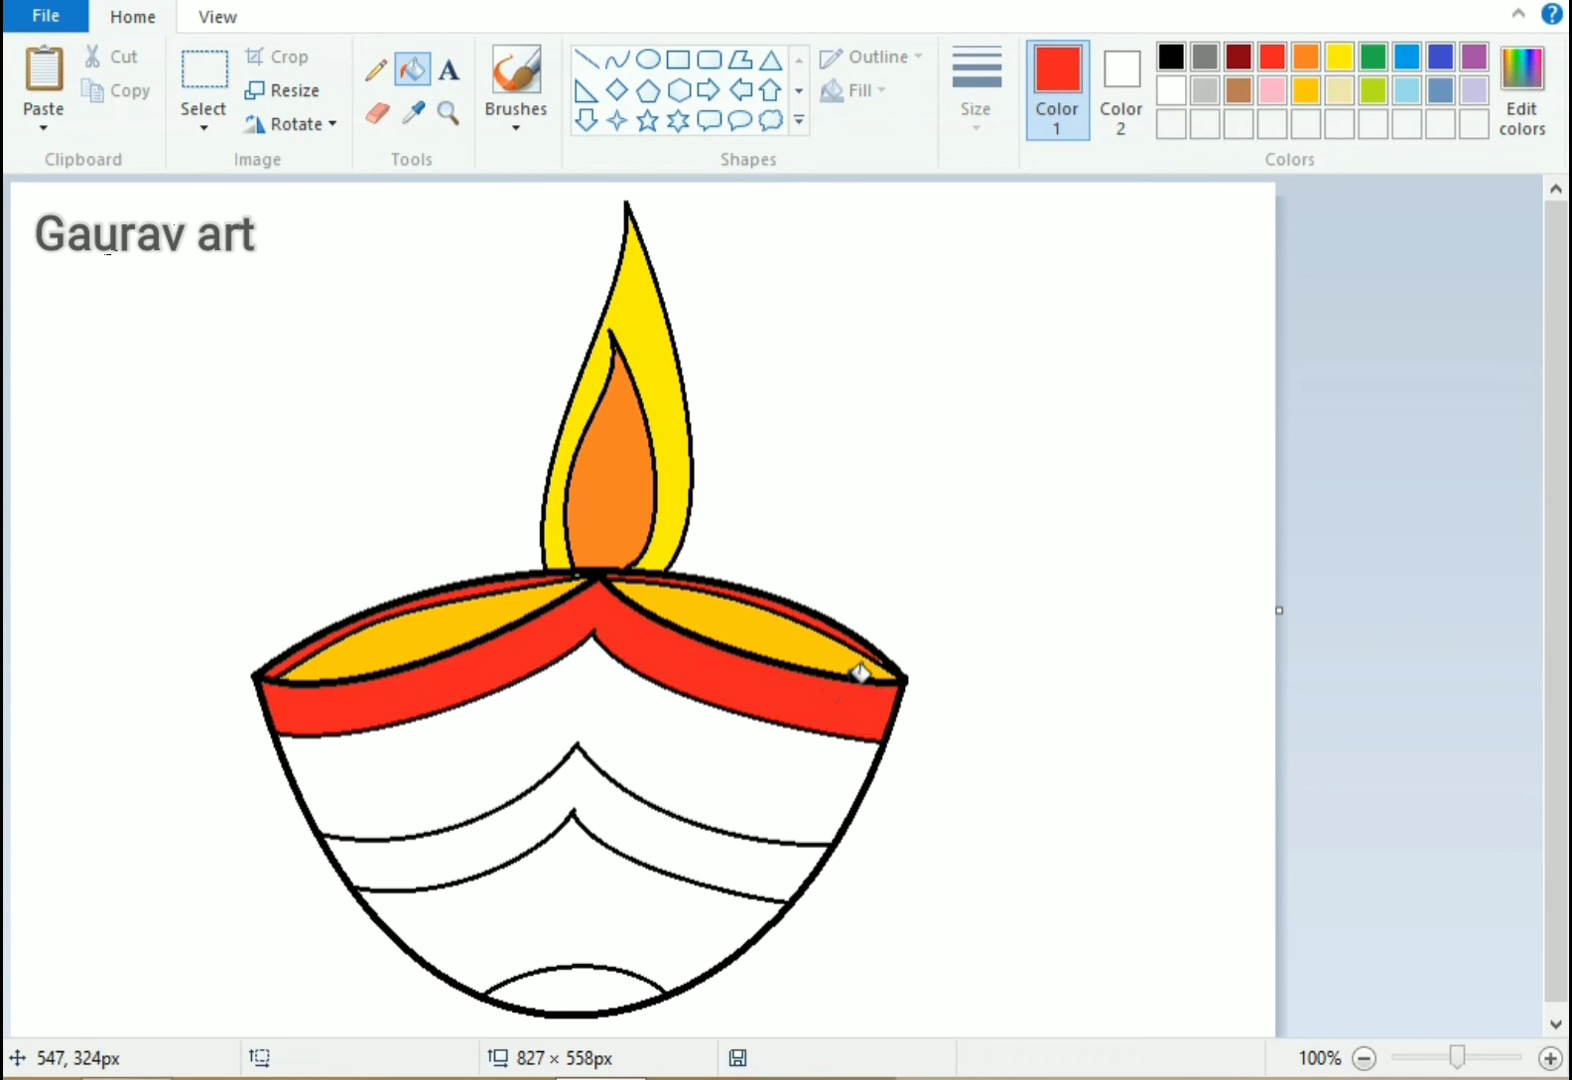 File Home View
Paste Cut Copy
Clipboard
Select Crop Resize Rotate
Image
A
Tools
Brushes
Shapes
Outline Fill
Size
Color 1 Color 2
Edit colors
Colors
Gaurav art
547, 324px
827 × 558px
100%